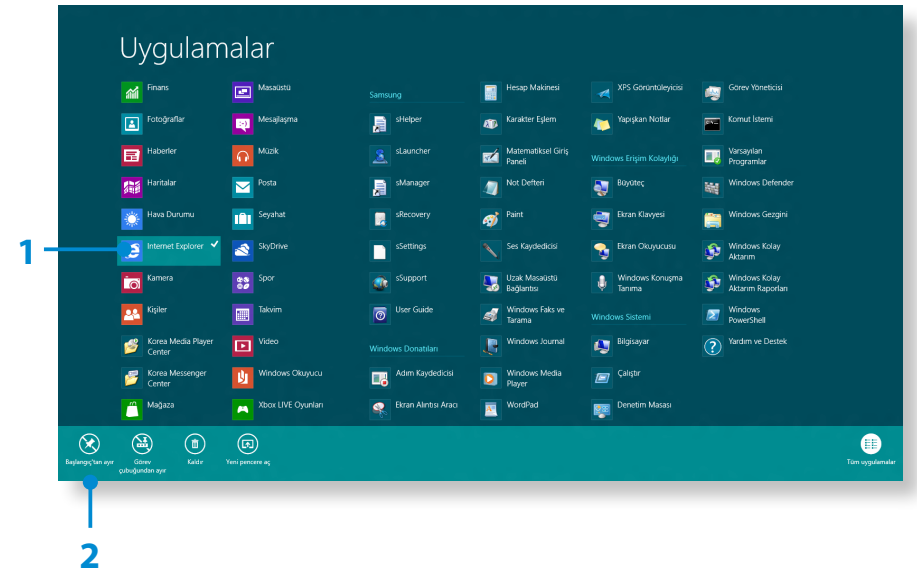 Uygulamalar
Finans
Fotoğraflar
Haberler
Haritalar
Hava Durumu
1
Internet Explorer
Kamera
Kişiler
Korea Media Player
Center
Korea Messenger
Center
Mağaza
Masaüstü
Mesajlaşma
Müzik
Posta
Seyahat
SkyDrive
Spor
Takvim
Video
Windows Okuyucu
Xbox LIVE Oyunları
Samsung
sHelper
sLauncher
sManager
sRecovery
sSettings
sSupport
User Guide
Windows Donatıları
Adım Kaydedicisi
Ekran Alıntısı Aracı
Hesap Makinesi
Karakter Eşlem
Matematiksel Giriş
Paneli
Not Defteri
Paint
Ses Kaydedicisi
Uzak Masaüstü
Bağlantısı
Windows Faks ve
Tarama
Windows Journal
Windows Media
Player
WordPad
XPS Görüntüleyicisi
Yapışkan Notlar
Windows Erişim Kolaylığı
Büyüteç
Ekran Klavyesi
Ekran Okuyucusu
Windows Konuşma
Tanıma
Windows Sistemi
Bilgisayar
Çalıştır
Denetim Masası
Görev Yöneticisi
Komut İstemi
Varsayılan
Programlar
Windows Defender
Windows Gezgini
Windows Kolay
Aktarım
Windows Kolay
Aktarım Raporları
Windows
PowerShell
Yardım ve Destek
Başlangıç'tan ayır
Görev
çubuğundan ayır
Kaldır
Yeni pencere aç
Tüm uygulamalar
2